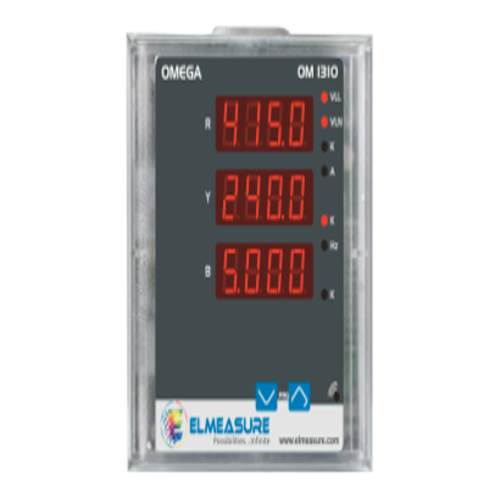 OMEGA OM 1310
VLL
R 415.0 VLN
K
A
Y 240.0
K
Hz
B 5.000
K
ELMEASURE
Possibilities...Infinite www.elmeasure.com